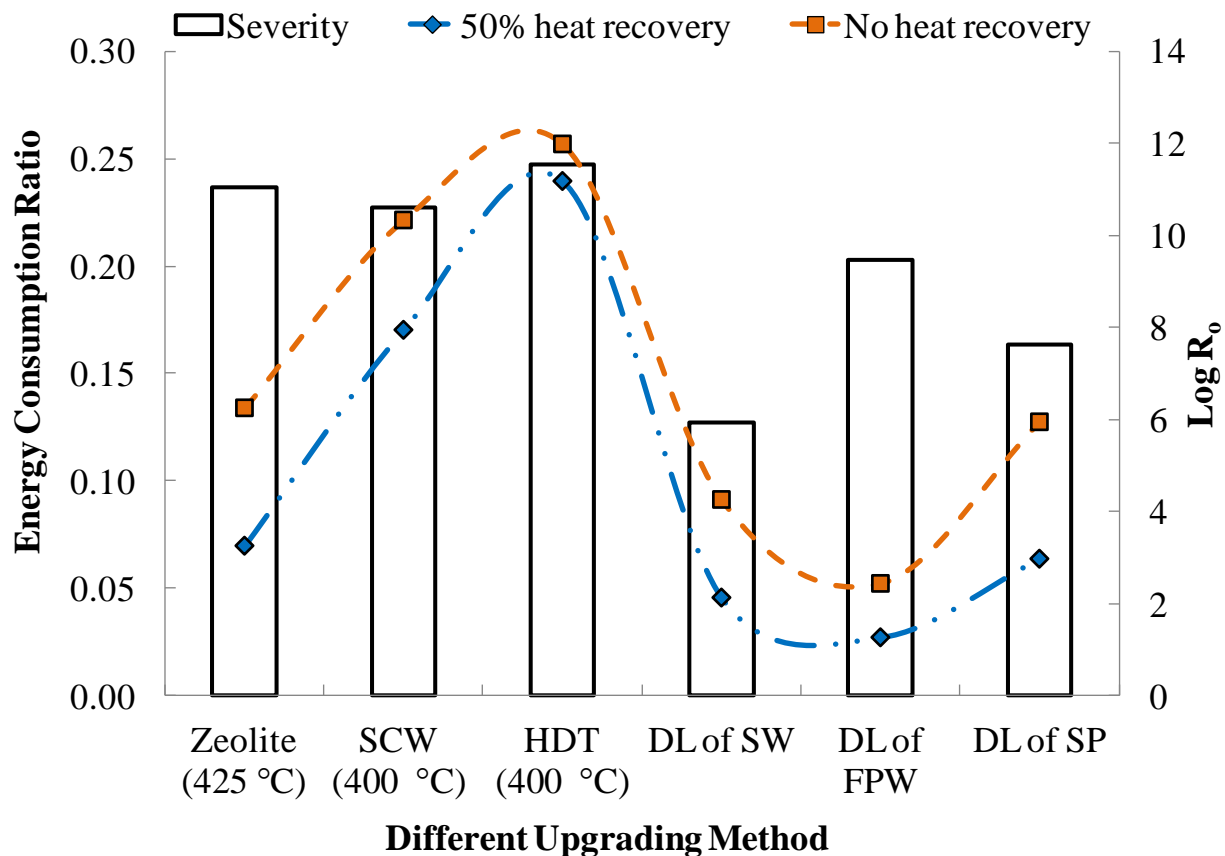 Severity 50% heat recovery No heat recovery
0.30 14
0.25 12
0.20 10
0.15 8
0.10 6
0.05 4
0.00 2
0
Energy Consumption Ratio
Log Ro
Zeolite SCW HDT DL of SW DL of DL of SP
(425 °C) (400 °C) (400 °C) FPW
Different Upgrading Method